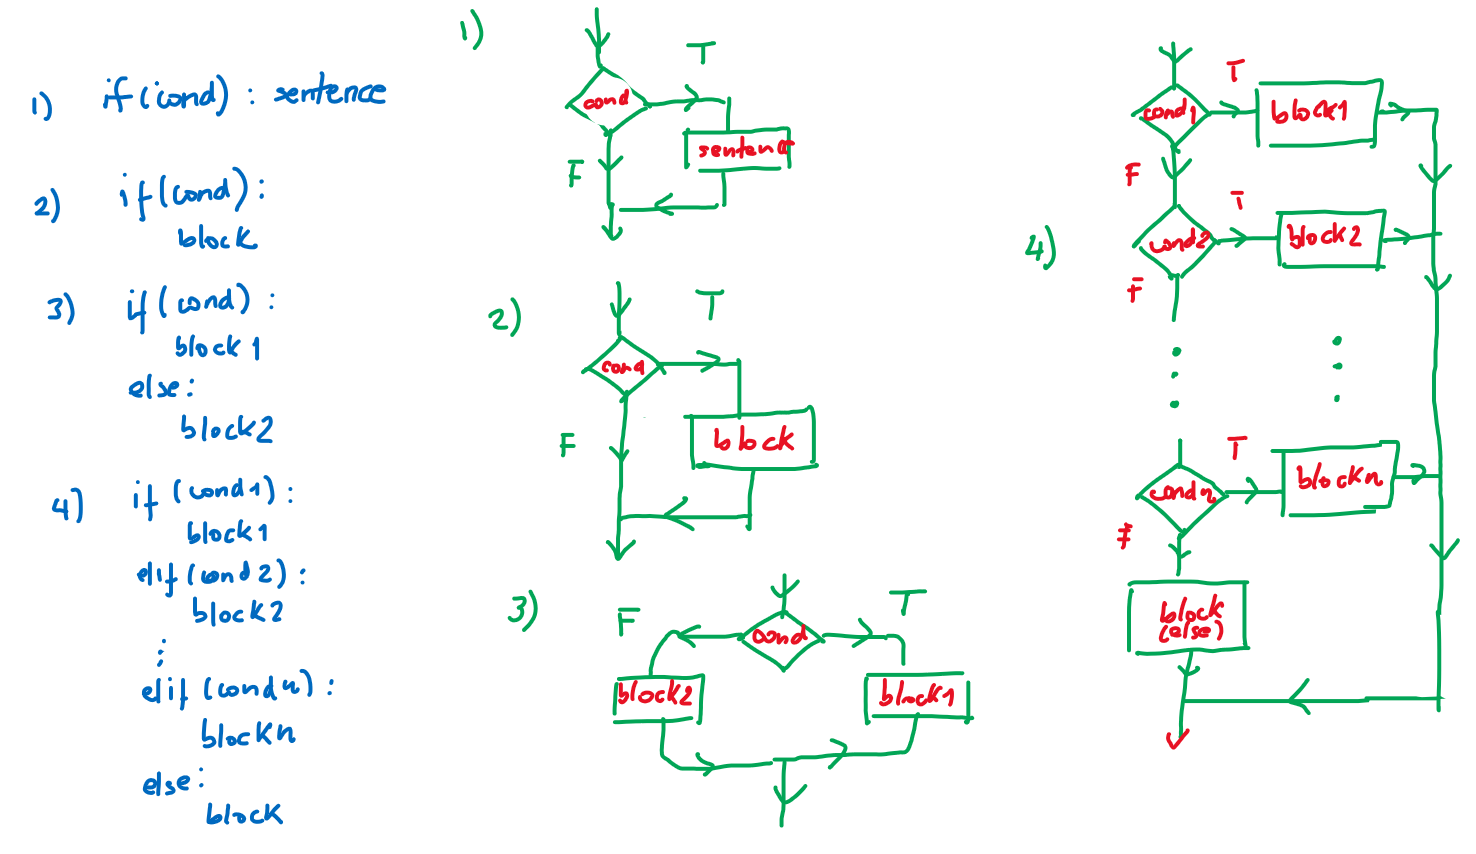 1) if (cond) : sentence
2) if (cond) :
block
3) if (cond) :
block 1
else:
block2
4) if (cond1) :
block1
elif (cond2) :
block2
⋮
elif (condn) :
blockn
else:
block
1)
T
cond
sentence
F
2)
T
cond
block
F
3)
F
T
cond
block2
block1
4)
T
cond1
block1
F
T
cond2
block2
F
T
condn
blockn
F
block
(else)